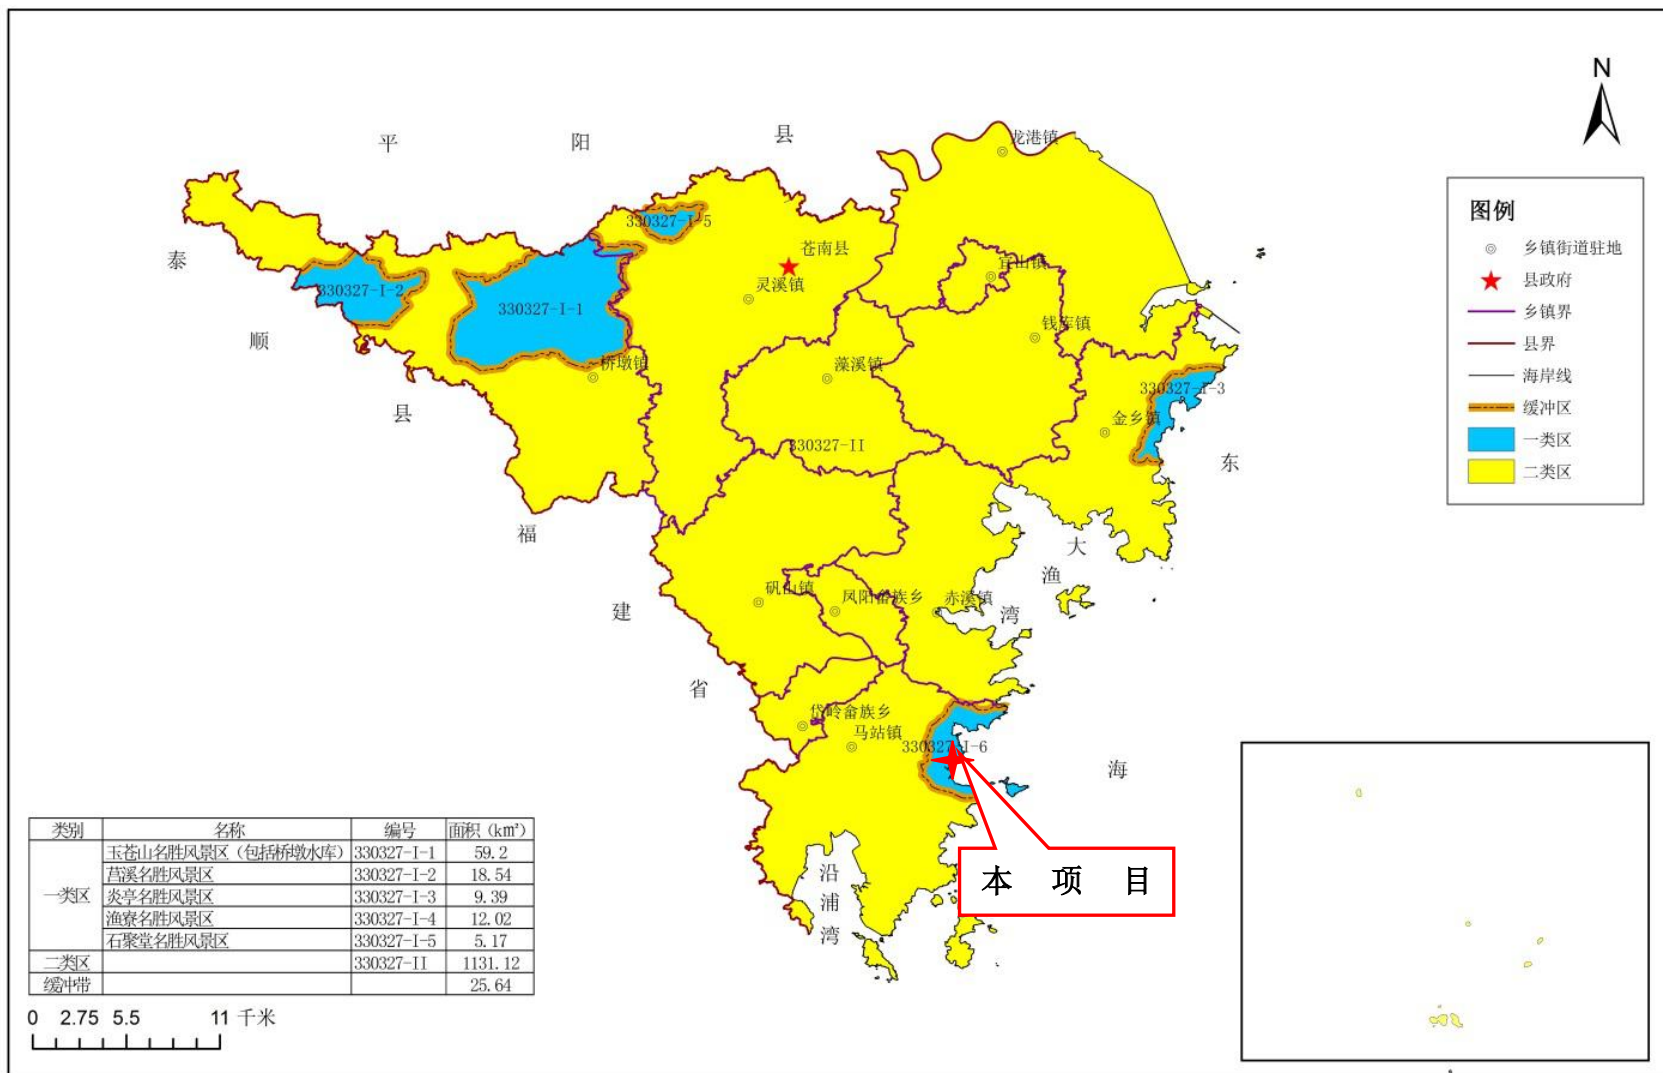 N
平 阳 县
泰
顺
县
福
建
省
东
海
大
渔
湾
沿
浦
湾
龙港镇
330327-I-5
苍南县
灵溪镇
宜山镇
330327-I-2
330327-I-1
钱库镇
桥墩镇
藻溪镇
330327-I-3
金乡镇
330327-II
矾山镇
凤阳畲族乡
赤溪镇
岱岭畲族乡
马站镇
330327-I-6
本 项 目
图例
乡镇街道驻地
县政府
乡镇界
县界
海岸线
缓冲区
一类区
二类区
类别 名称 编号 面积（km²）
一类区
玉苍山名胜风景区（包括桥墩水库） 330327-I-1 59.2
莒溪名胜风景区 330327-I-2 18.54
炎亭名胜风景区 330327-I-3 9.39
渔寮名胜风景区 330327-I-4 12.02
石聚堂名胜风景区 330327-I-5 5.17
二类区 330327-II 1131.12
缓冲带 25.64
0 2.75 5.5 11 千米